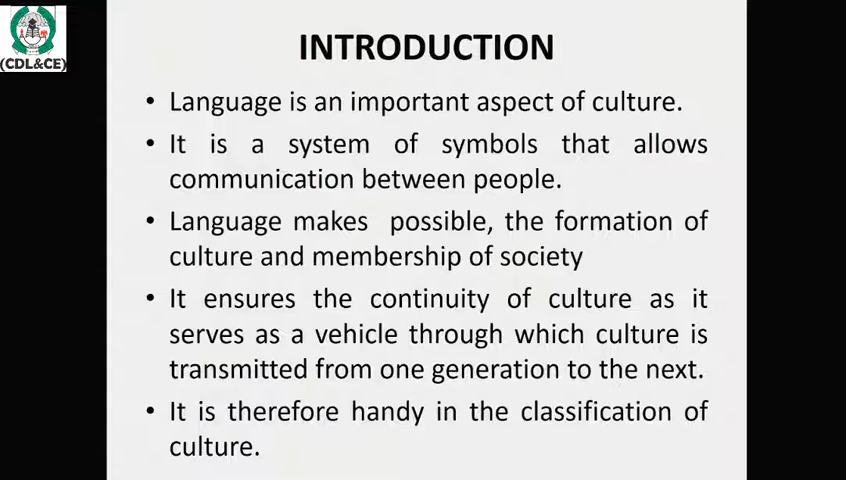 (CDL&CE)
INTRODUCTION
• Language is an important aspect of culture.
• It is a system of symbols that allows
communication between people.
• Language makes possible, the formation of
culture and membership of society
• It ensures the continuity of culture as it
serves as a vehicle through which culture is
transmitted from one generation to the next.
• It is therefore handy in the classification of
culture.